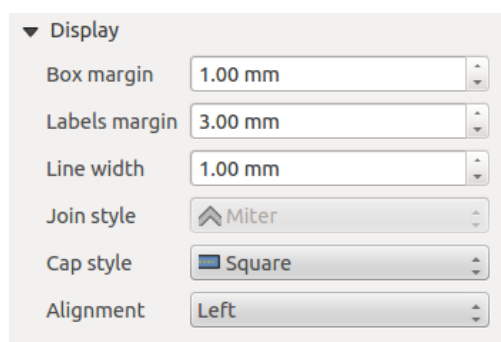 Display
Box margin 1.00 mm
Labels margin 3.00 mm
Line width 1.00 mm
Join style Miter
Cap style Square
Alignment Left